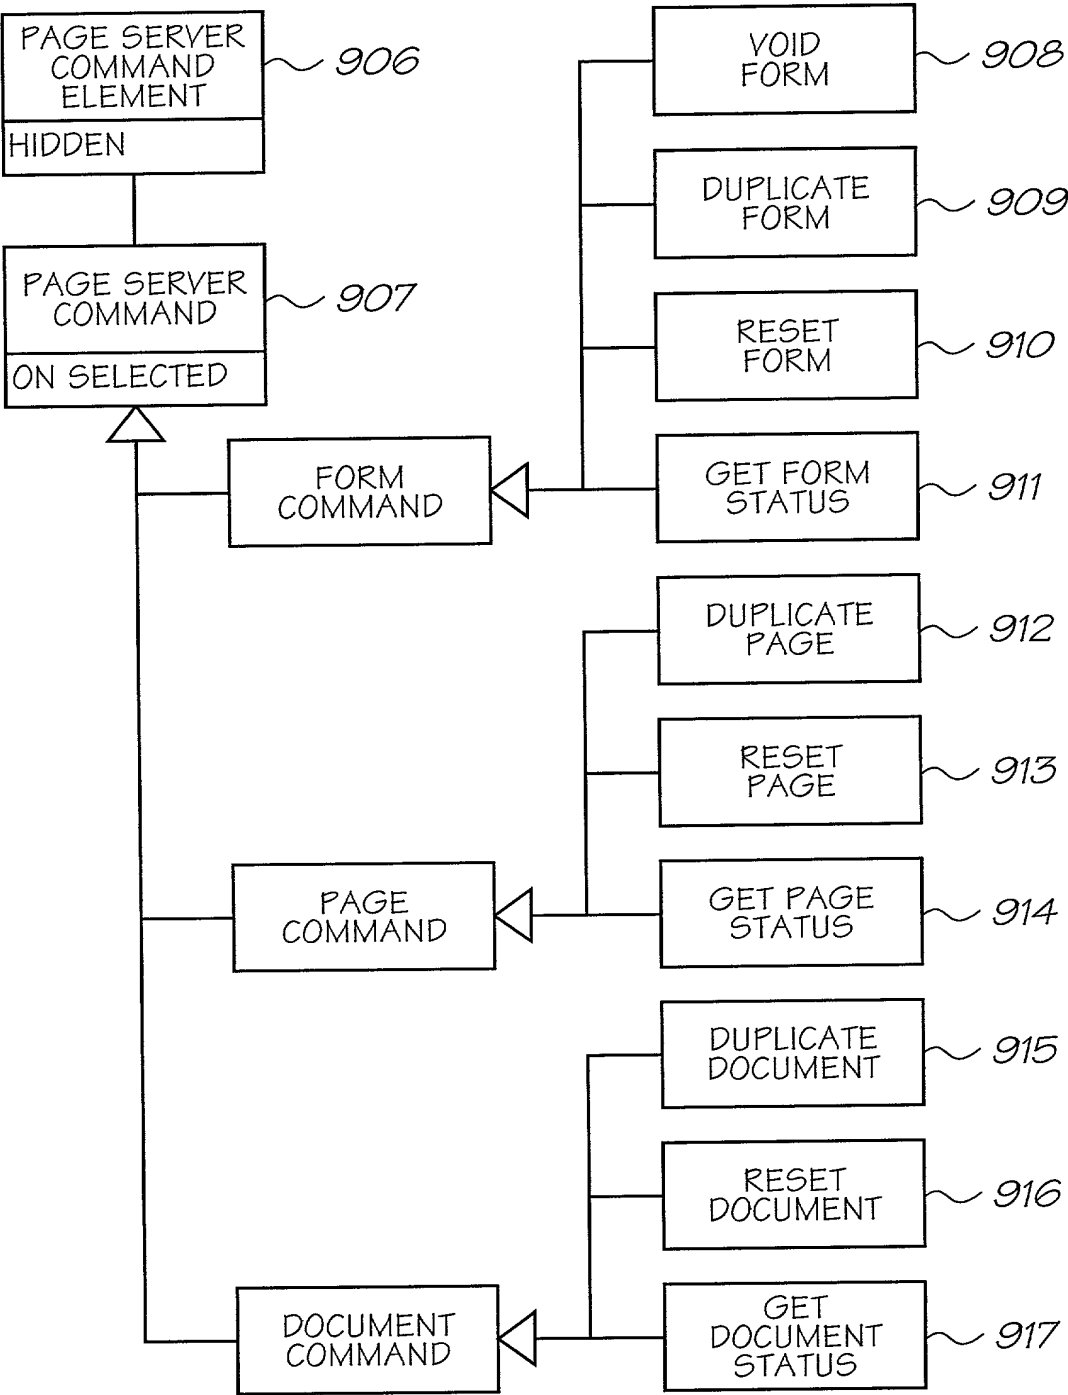 PAGE SERVER
COMMAND
ELEMENT
HIDDEN
906
PAGE SERVER
COMMAND
ON SELECTED
907
FORM
COMMAND
VOID
FORM
908
DUPLICATE
FORM
909
RESET
FORM
910
GET FORM
STATUS
911
PAGE
COMMAND
DUPLICATE
PAGE
912
RESET
PAGE
913
GET PAGE
STATUS
914
DOCUMENT
COMMAND
DUPLICATE
DOCUMENT
915
RESET
DOCUMENT
916
GET
DOCUMENT
STATUS
917